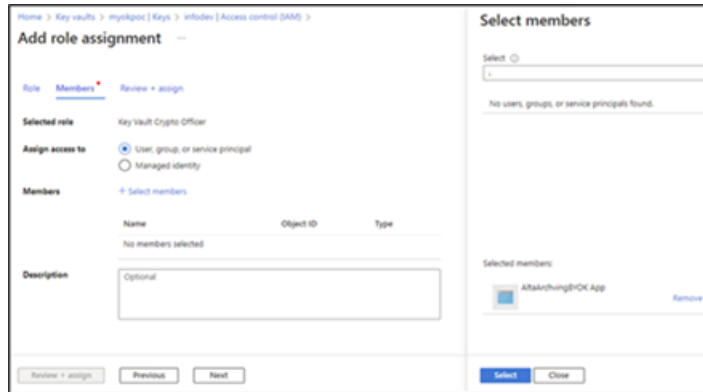 Home > Key vaults > myokpoc | Keys > infodev | Access control (IAM) >
Add role assignment ...
Role Members * Review + assign
Selected role Key Vault Crypto Officer
Assign access to User, group, or service principal
Managed identity
Members + Select members
Name Object ID Type
No members selected
Description Optional
Review + assign Previous Next
Select members
Select
No users, groups, or service principals found.
Selected members:
AltaArchivingBYOK App
Remove
Select Close